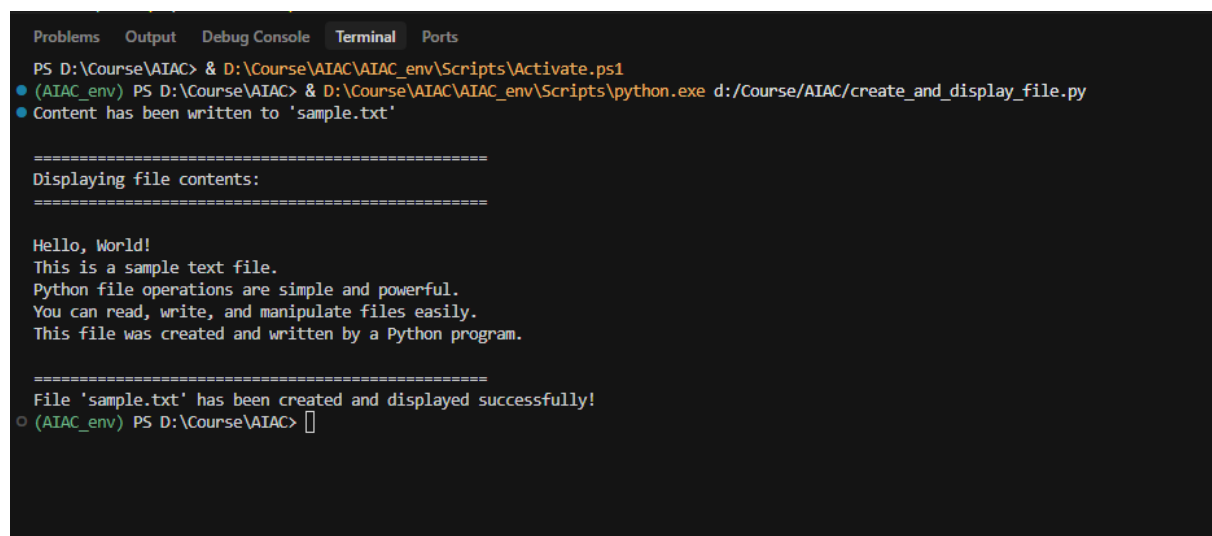 Problems Output Debug Console Terminal Ports
PS D:\Course\AIAC> & D:\Course\AIAC\AIAC_env\Scripts\Activate.ps1
(AIAC_env) PS D:\Course\AIAC> & D:\Course\AIAC\AIAC_env\Scripts\python.exe d:/Course/AIAC/create_and_display_file.py
Content has been written to 'sample.txt'
==================================================
Displaying file contents:
==================================================
Hello, World!
This is a sample text file.
Python file operations are simple and powerful.
You can read, write, and manipulate files easily.
This file was created and written by a Python program.
==================================================
File 'sample.txt' has been created and displayed successfully!
(AIAC_env) PS D:\Course\AIAC>